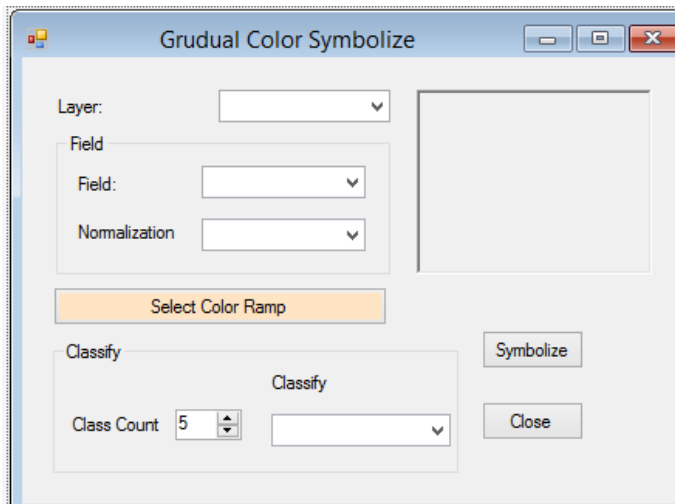 Grudual Color Symbolize
Layer:
Field
Field:
Normalization
Select Color Ramp
Classify
Classify
Class Count 5
Symbolize
Close